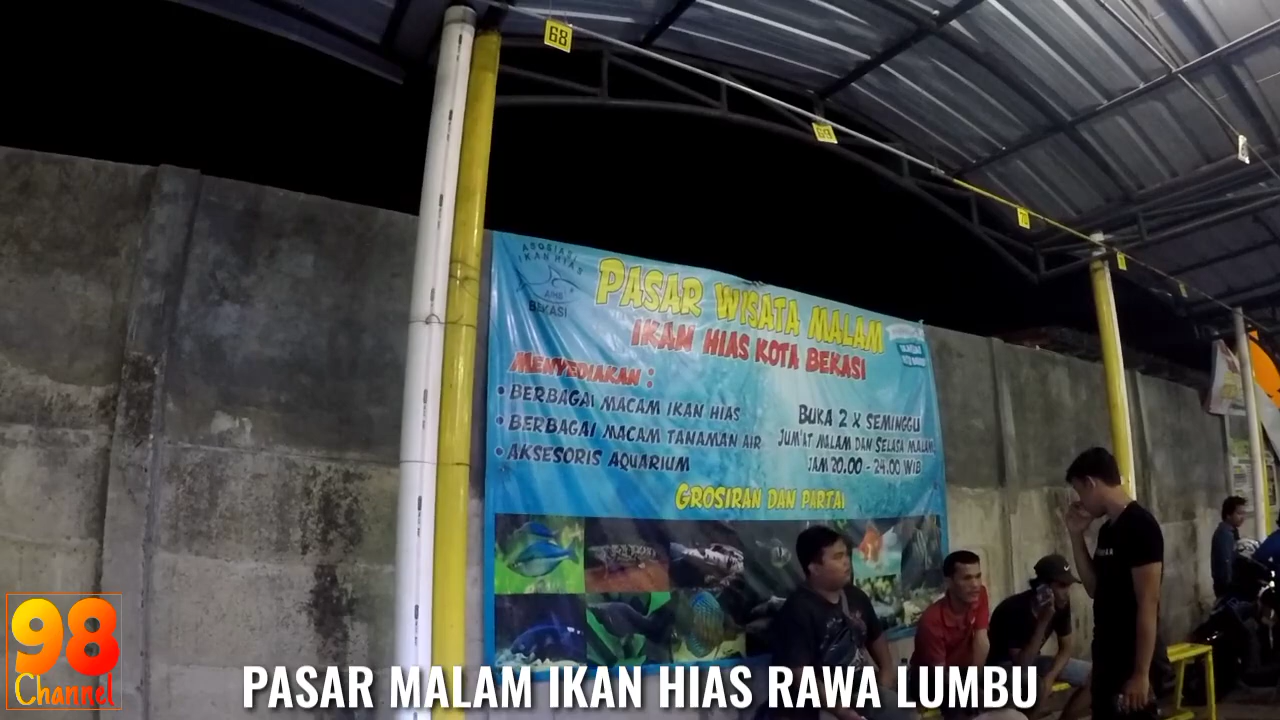 68
69
70
ASOSIASI
IKAN HIAS
BEKASI
PASAR WISATA MALAM
IKAN HIAS KOTA BEKASI
MENYEDIAKAN :
• BERBAGAI MACAM IKAN HIAS
• BERBAGAI MACAM TANAMAN AIR
• AKSESORIS AQUARIUM
BUKA 2 X SEMINGGU
JUM'AT MALAM DAN SELASA MALAM
JAM 20.00 - 24.00 WIB
GROSIRAN DAN PARTAI
98
Channel
PASAR MALAM IKAN HIAS RAWA LUMBU